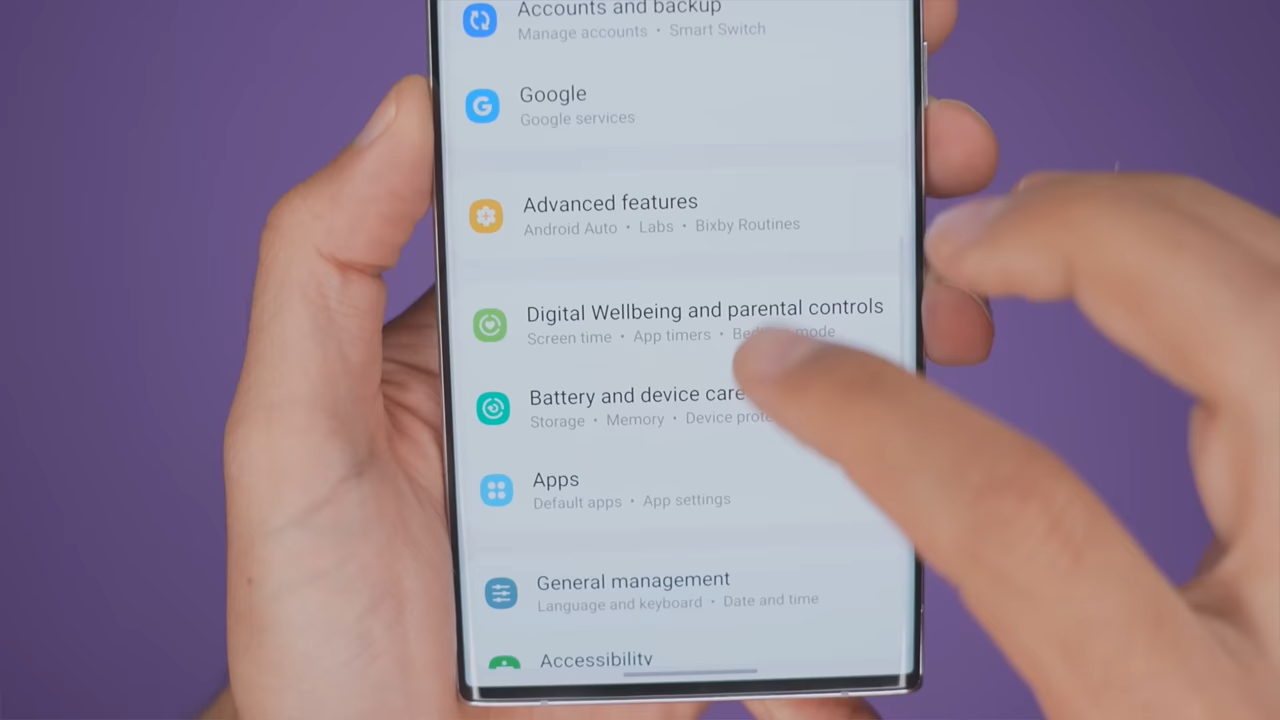 Accounts and backup
Manage accounts • Smart Switch
G
Google
Google services
Advanced features
Android Auto • Labs • Bixby Routines
Digital Wellbeing and parental controls
Screen time • App timers • mode
Battery and device care
Storage • Memory • Device
Apps
Default apps • App settings
General management
Language and keyboard • Date and time
Accessibility